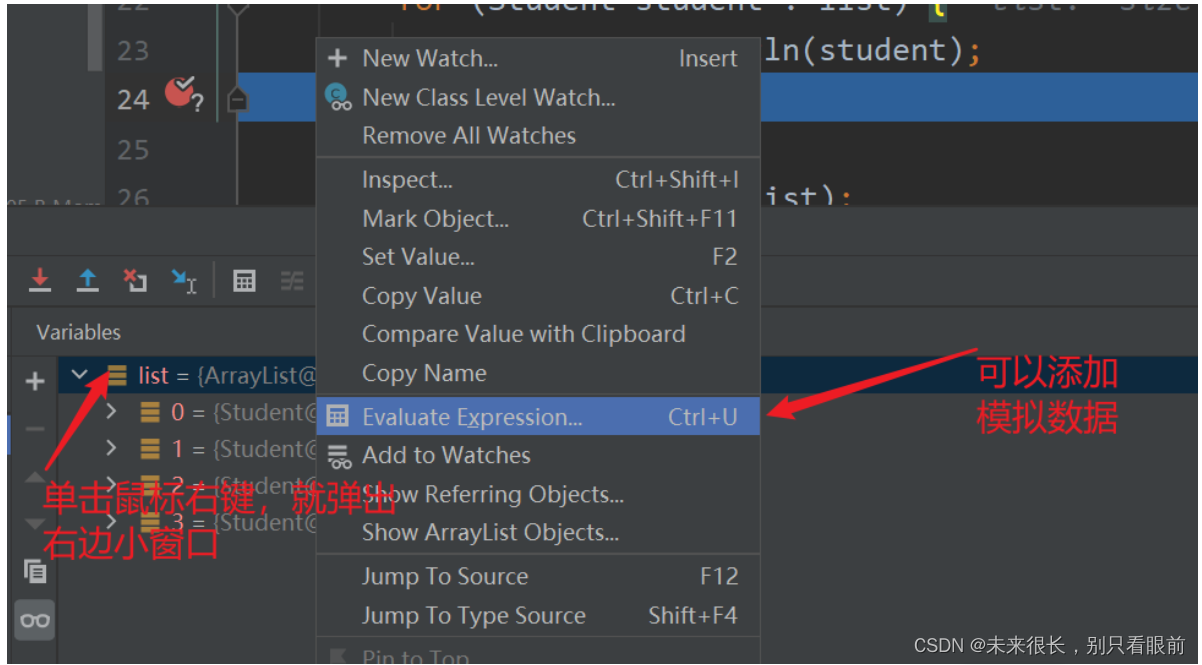 22 for (Student student : list) {
23 ln(student);
24
25
26 ist);
New Watch... Insert
New Class Level Watch...
Remove All Watches
Inspect... Ctrl+Shift+I
Mark Object... Ctrl+Shift+F11
Set Value... F2
Copy Value Ctrl+C
Compare Value with Clipboard
Copy Name
Evaluate Expression... Ctrl+U
Add to Watches
Show Referring Objects...
Show ArrayList Objects...
Jump To Source F12
Jump To Type Source Shift+F4
Pin to Top
Variables
list = {ArrayList@
0 = {Student@
1 = {Student@
2 = {Student@
3 = {Student@
单击鼠标右键，就弹出
右边小窗口
可以添加
模拟数据
CSDN @未来很长，别只看眼前